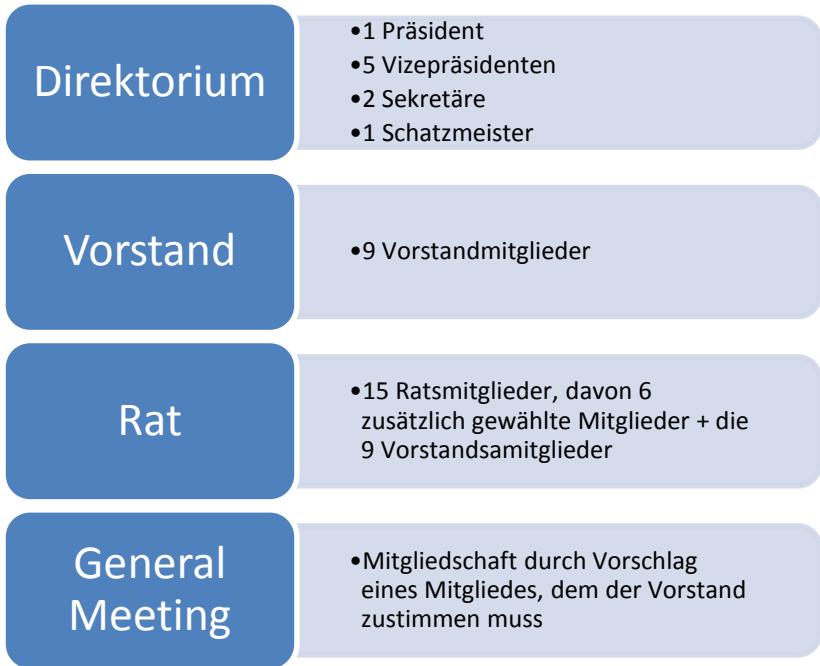 Direktorium
•1 Präsident
•5 Vizepräsidenten
•2 Sekretäre
•1 Schatzmeister
Vorstand
•9 Vorstandmitglieder
Rat
•15 Ratsmitglieder, davon 6
zusätzlich gewählte Mitglieder + die
9 Vorstandsamitglieder
General
Meeting
•Mitgliedschaft durch Vorschlag
eines Mitgliedes, dem der Vorstand
zustimmen muss